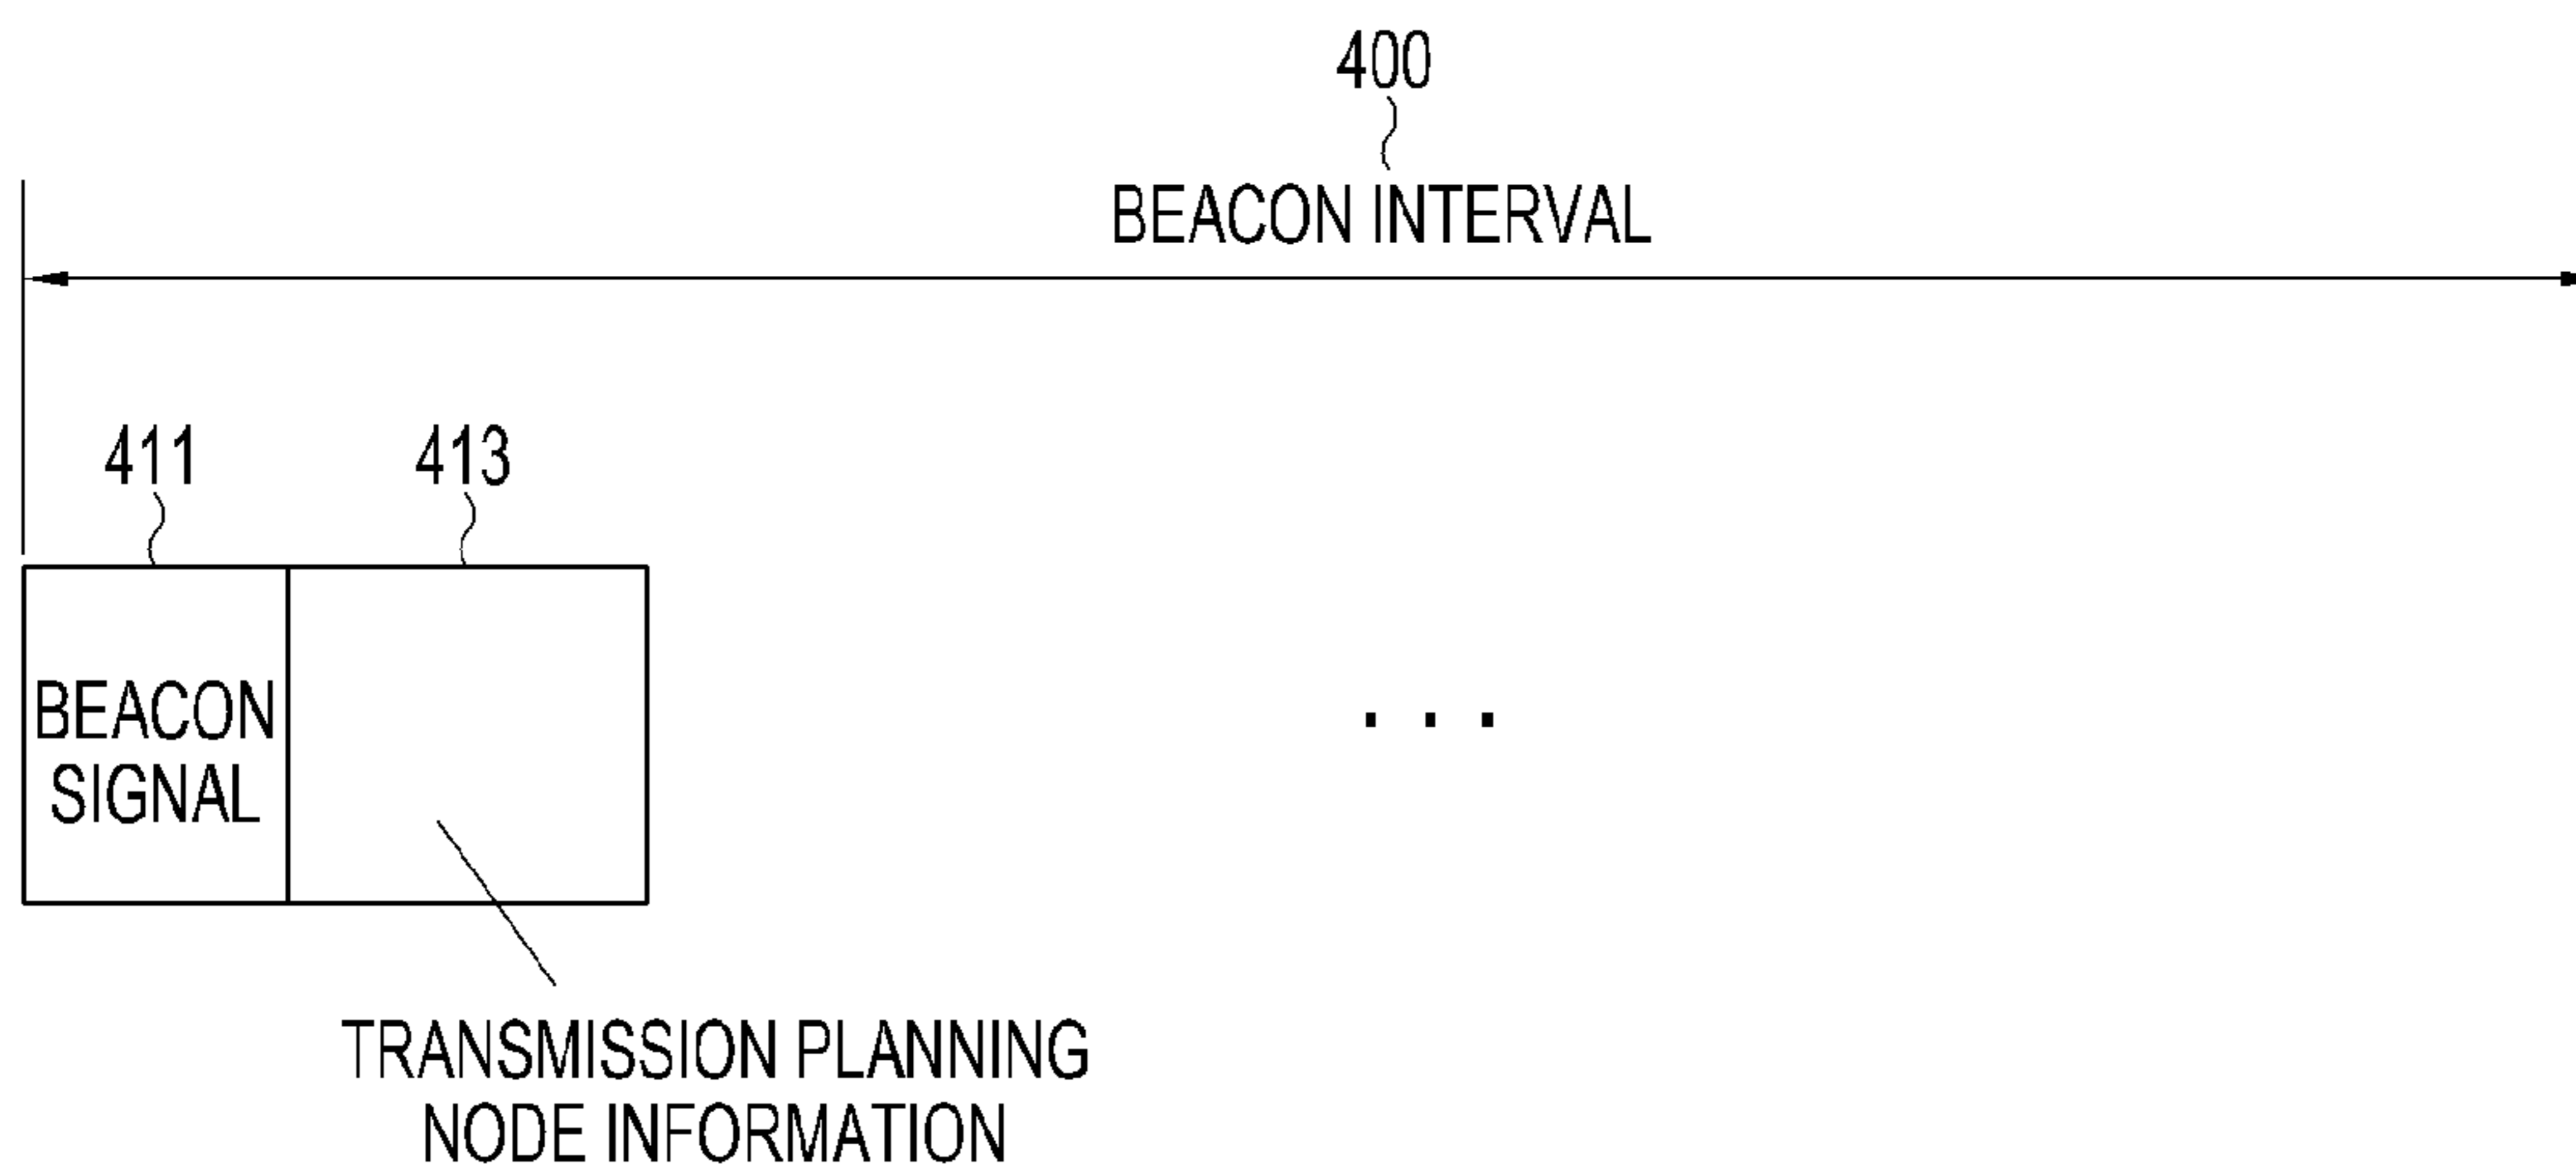 400
BEACON INTERVAL
411
413
BEACON
SIGNAL
. . .
TRANSMISSION PLANNING
NODE INFORMATION